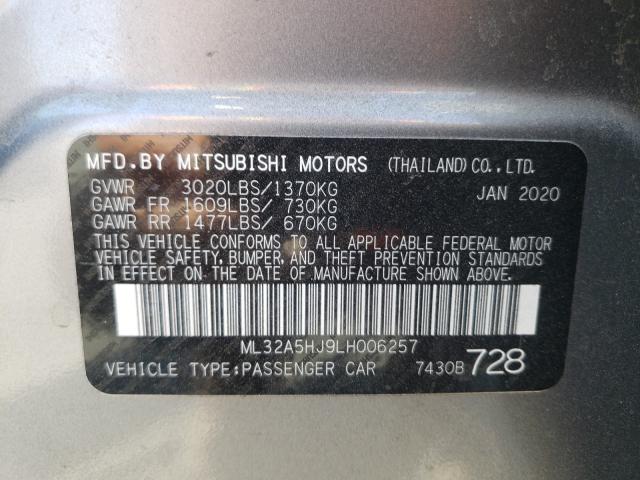 MFD.BY MITSUBISHI MOTORS (THAILAND) CO., LTD.
GVWR 3020LBS/1370KG JAN 2020
GAWR FR 1609LBS/ 730KG
GAWR RR 1477LBS/ 670KG
THIS VEHICLE CONFORMS TO ALL APPLICABLE FEDERAL MOTOR
VEHICLE SAFETY, BUMPER, AND THEFT PREVENTION STANDARDS
IN EFFECT ON THE DATE OF MANUFACTURE SHOWN ABOVE.
ML32A5HJ9LH006257
VEHICLE TYPE:PASSENGER CAR 7430B 728